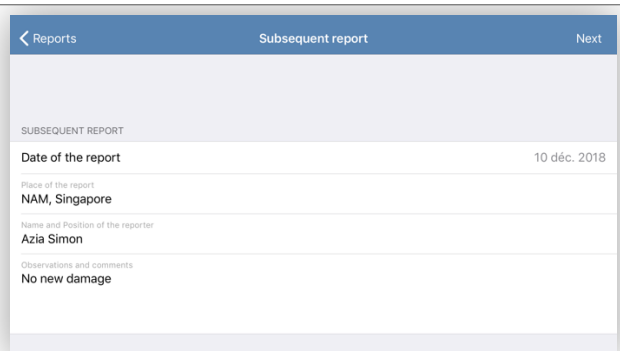 Reports
Subsequent report
Next
SUBSEQUENT REPORT
Date of the report
10 déc. 2018
Place of the report
NAM, Singapore
Name and Position of the reporter
Azia Simon
Observations and comments
No new damage